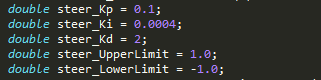 double steer_Kp = 0.1;
double steer_Ki = 0.0004;
double steer_Kd = 2;
double steer_UpperLimit = 1.0;
double steer_LowerLimit = -1.0;